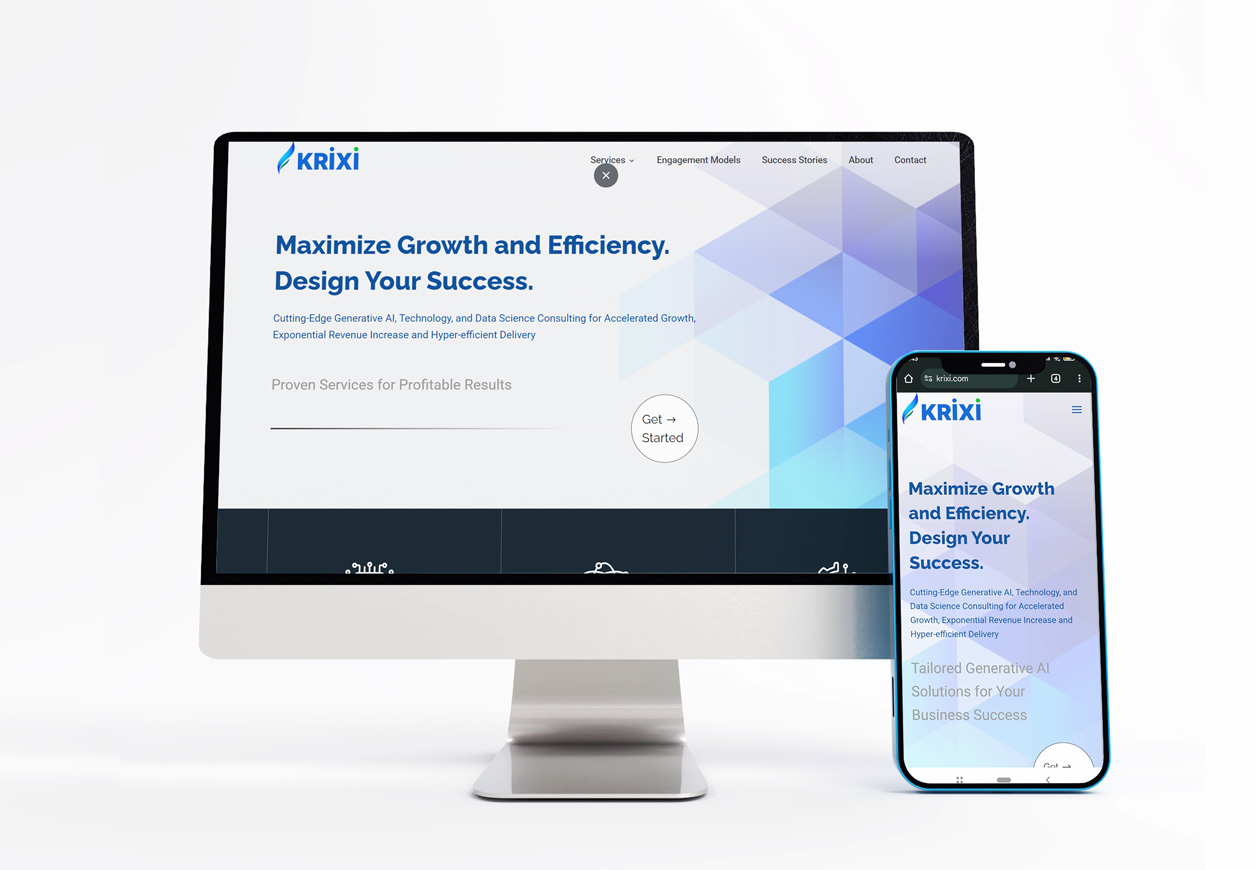 KRIXI
Services
Engagement Models
Success Stories
About
Contact
Maximize Growth and Efficiency.
Design Your Success.
Cutting-Edge Generative AI, Technology, and Data Science Consulting for Accelerated Growth,
Exponential Revenue Increase and Hyper-efficient Delivery
Proven Services for Profitable Results
Get →
Started
krixi.com
4
KRIXI
Maximize Growth
and Efficiency.
Design Your
Success.
Cutting-Edge Generative AI, Technology, and
Data Science Consulting for Accelerated
Growth, Exponential Revenue Increase and
Hyper-efficient Delivery
Tailored Generative AI
Solutions for Your
Business Success
Get →